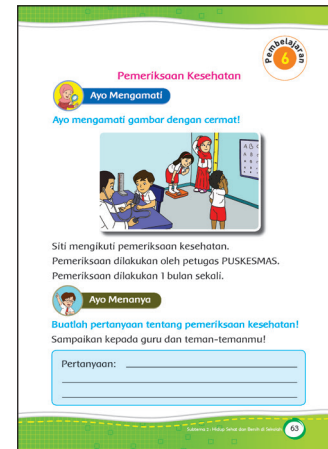 Pembelajaran
6
Pemeriksaan Kesehatan
Ayo Mengamati
Ayo mengamati gambar dengan cermat!
Siti mengikuti pemeriksaan kesehatan.
Pemeriksaan dilakukan oleh petugas PUSKESMAS.
Pemeriksaan dilakukan 1 bulan sekali.
Ayo Menanya
Buatlah pertanyaan tentang pemeriksaan kesehatan!
Sampaikan kepada guru dan teman-temanmu!
Pertanyaan:
Hidup Sehat dan Bersih di Sekolah
63